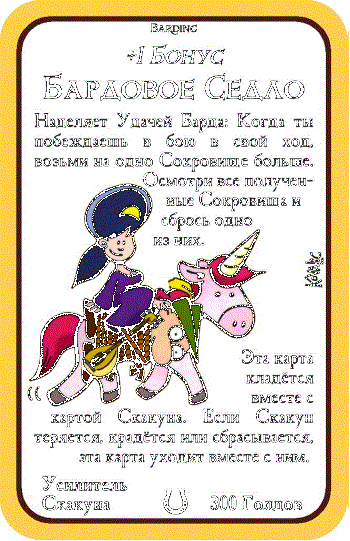 Barding
+1 Бонус
Бардовое Седло
Наделяет Удачей Барда: Когда ты
побеждаешь в бою в свой ход,
возьми на одно Сокровище больше.
Осмотри все получен-
ные Сокровища и
сбрось одно
из них.
Эта карта
кладётся
вместе с
картой Скакуна. Если Скакун
теряется, крадётся или сбрасывается,
эта карта уходит вместе с ним.
Усилитель
Скакуна
300 Голдов